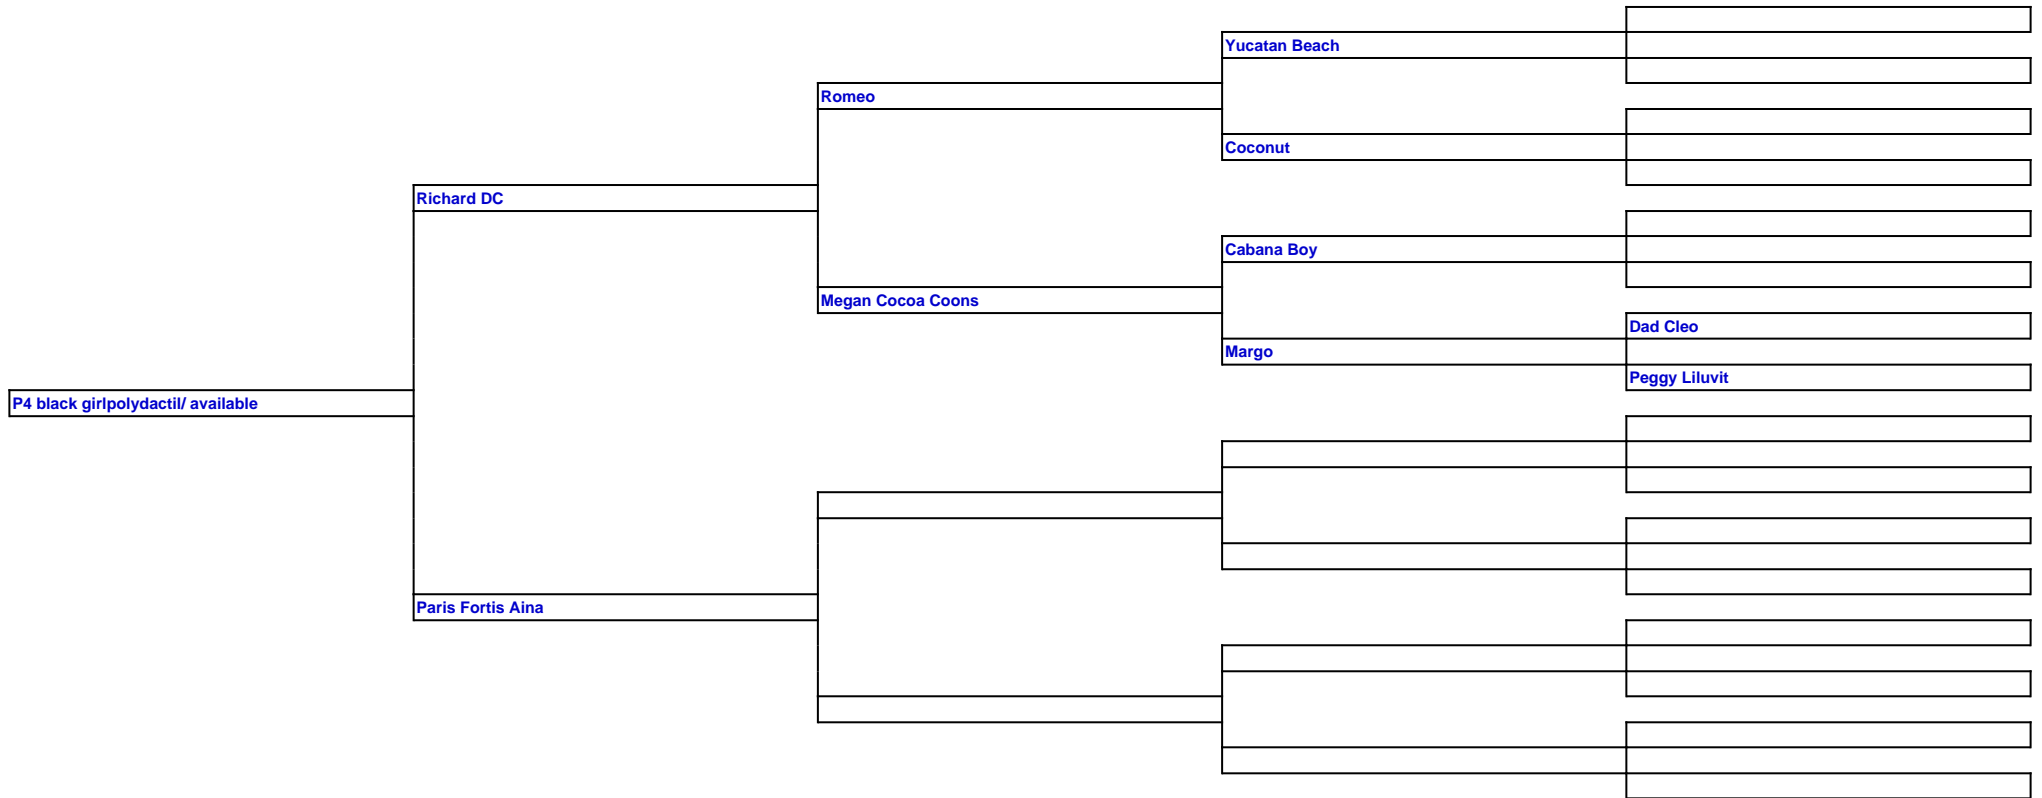 Yucatan Beach
Romeo
Coconut
Richard DC
Cabana Boy
Megan Cocoa Coons
Dad Cleo
Margo
Peggy Liluvit
P4 black girlpolydactil/ available
Paris Fortis Aina